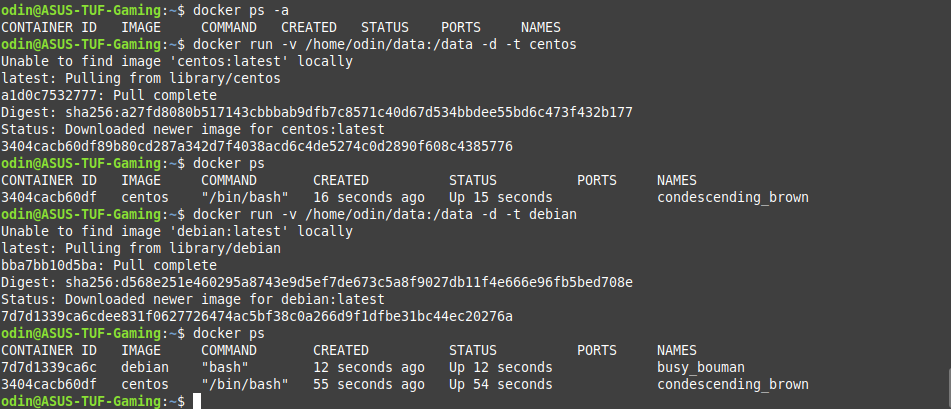 odin@ASUS-TUF-Gaming:~$ docker ps -a
CONTAINER ID   IMAGE     COMMAND   CREATED   STATUS    PORTS     NAMES
odin@ASUS-TUF-Gaming:~$ docker run -v /home/odin/data:/data -d -t centos
Unable to find image 'centos:latest' locally
latest: Pulling from library/centos
a1d0c7532777: Pull complete
Digest: sha256:a27fd8080b517143cbbbab9dfb7c8571c40d67d534bbdee55bd6c473f432b177
Status: Downloaded newer image for centos:latest
3404cacb60df89b80cd287a342d7f4038acd6c4de5274c0d2890f608c4385776
odin@ASUS-TUF-Gaming:~$ docker ps
CONTAINER ID   IMAGE     COMMAND       CREATED          STATUS          PORTS     NAMES
3404cacb60df   centos    "/bin/bash"   16 seconds ago   Up 15 seconds             condescending_brown
odin@ASUS-TUF-Gaming:~$ docker run -v /home/odin/data:/data -d -t debian
Unable to find image 'debian:latest' locally
latest: Pulling from library/debian
bba7bb10d5ba: Pull complete
Digest: sha256:d568e251e460295a8743e9d5ef7de673c5a8f9027db11f4e666e96fb5bed708e
Status: Downloaded newer image for debian:latest
7d7d1339ca6cdee831f0627726474ac5bf38c0a266d9f1dfbe31bc44ec20276a
odin@ASUS-TUF-Gaming:~$ docker ps
CONTAINER ID   IMAGE     COMMAND       CREATED          STATUS          PORTS     NAMES
7d7d1339ca6c   debian    "bash"        12 seconds ago   Up 12 seconds             busy_bouman
3404cacb60df   centos    "/bin/bash"   55 seconds ago   Up 54 seconds             condescending_brown
odin@ASUS-TUF-Gaming:~$